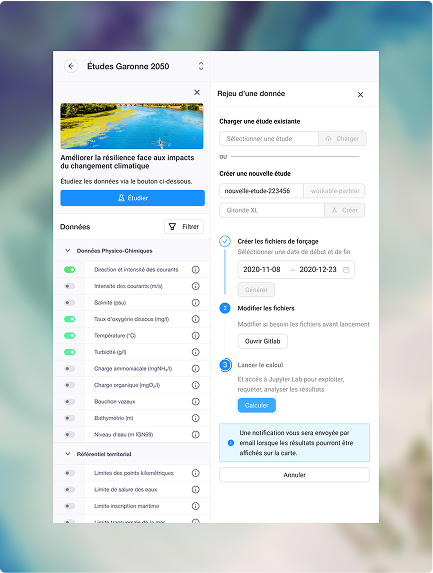 Études Garonne 2050
Améliorer la résilience face aux impacts
du changement climatique
Étudiez les données via le bouton ci-dessous.
Étudier
Données
Filtrer
Données Physico-Chimiques
Direction et intensité des courants
Intensité des courants (m/s)
Salinité (psu)
Taux d'oxygène dissous (mg/l)
Température (°C)
Turbidité (g/l)
Charge ammoniacale (mgNH₄/l)
Charge organique (mgO₂/l)
Bouchon vaseux
Bathymétrie (m)
Niveau d'eau (m IGN69)
Référentiel territorial
Limites des points kilométriques
Limite de salure des eaux
Limite inscription maritime
Limite transversale de la mer
Rejeu d'une donnée
Charger une étude existante
Sélectionner une étude
Charger
OU
Créer une nouvelle étude
nouvelle-etude-223456
-workable-partner
Gironde XL
Créer
Créer les fichiers de forçage
Sélectionner une date de début et de fin
2020-11-08 → 2020-12-23
Générer
2
Modifier les fichiers
Modifier si besoin les fichiers avant lancement
Ouvrir Gitlab
3
Lancer le calcul
Et accès à Jupyter Lab pour exploiter,
requêter, analyser les résultats
Calculer
Une notification vous sera envoyée par
email lorsque les résultats pourront être
affichés sur la carte.
Annuler